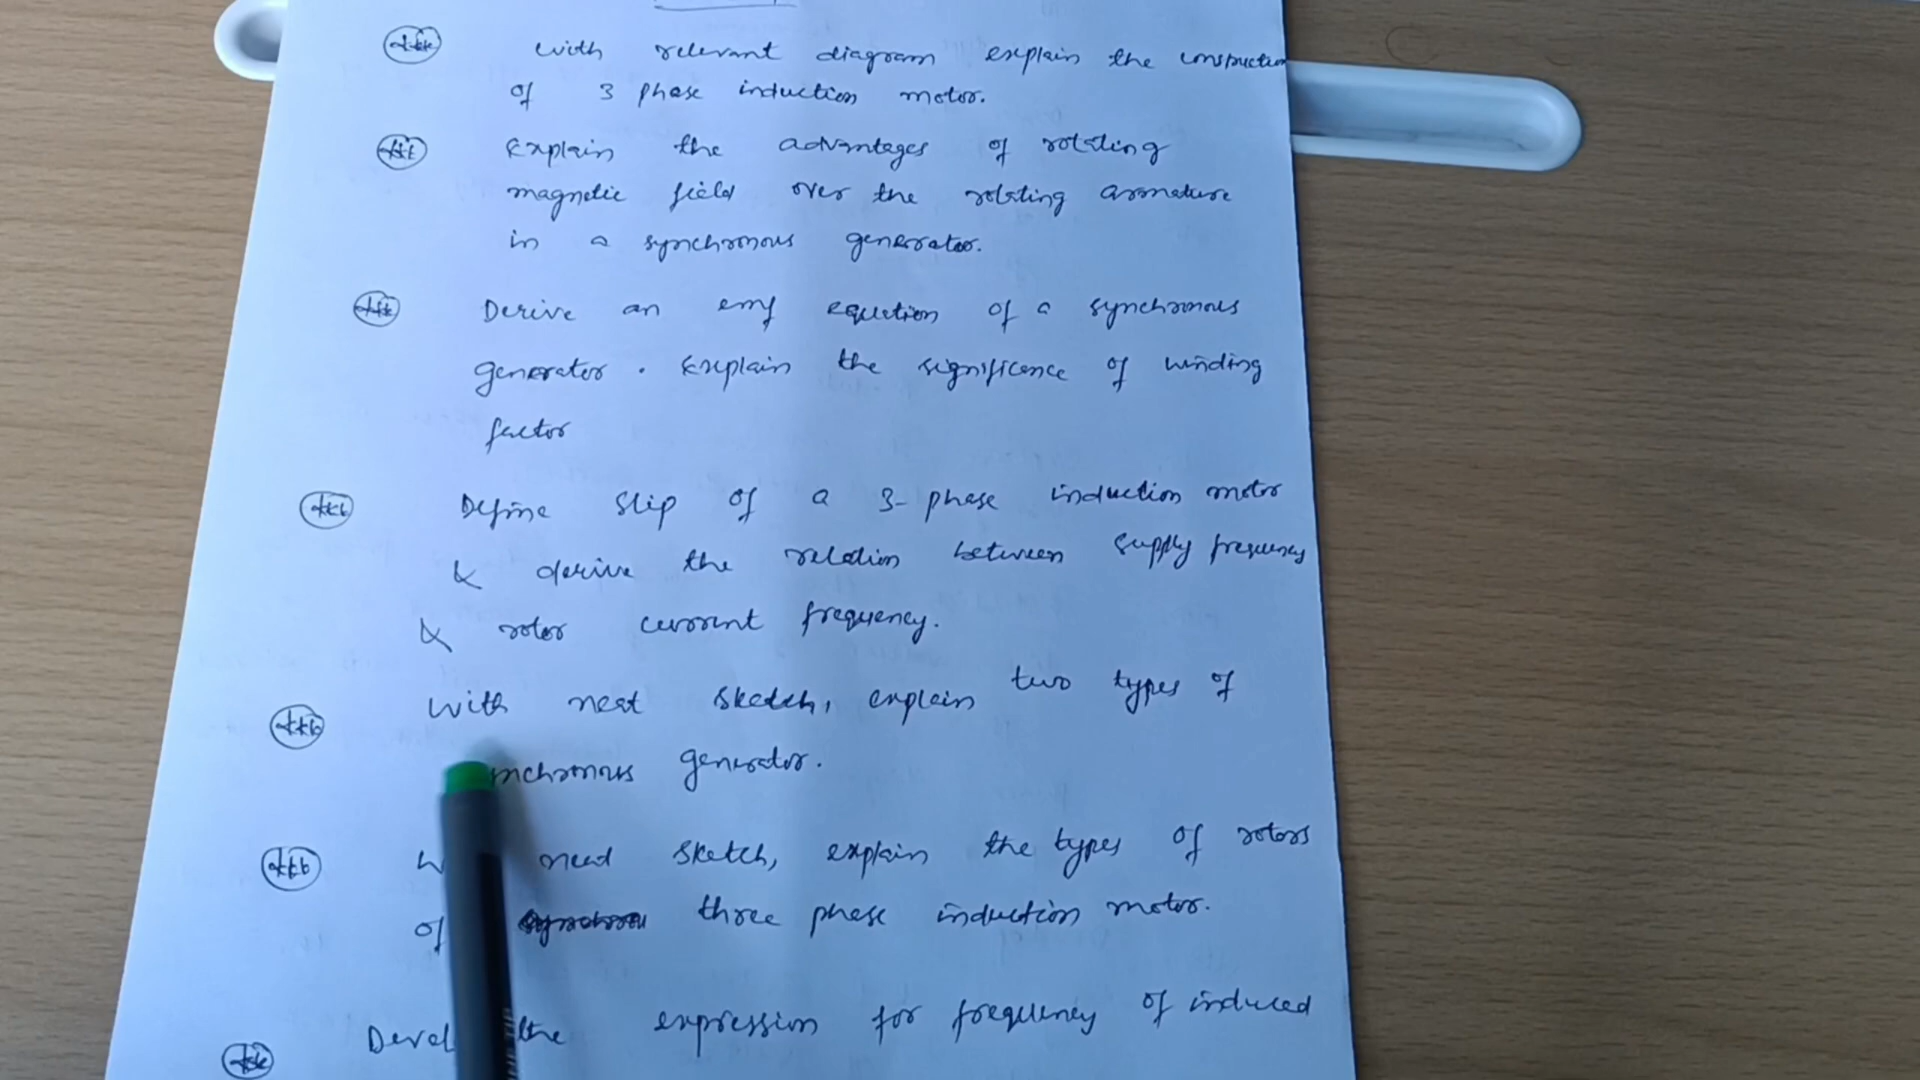 with relevant diagram explain the construction
of 3 phase induction motor.
Explain the advantages of rotating
magnetic field over the rotating armature
in a synchronous generator.
Derive an emf equation of a synchronous
generator. Explain the significance of winding
factor
Define slip of a 3-phase induction motor
& derive the relation between supply frequency
& rotor current frequency.
with neat sketch, explain two types of
nchronous generator.
neat sketch, explain the types of rotors
of three phase induction motor.
the expression for frequency of induced